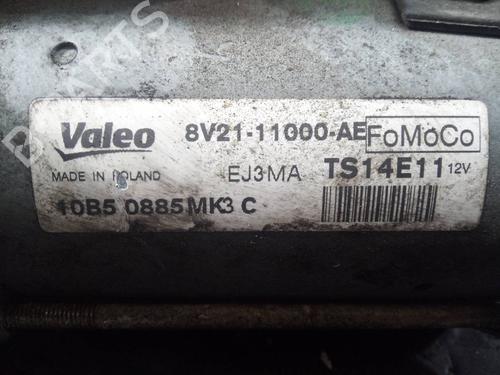 Valeo 8V21-11000-AE FoMoCo
MADE IN POLAND EJ3MA TS14E11 12V
10B5 0885MK3 C